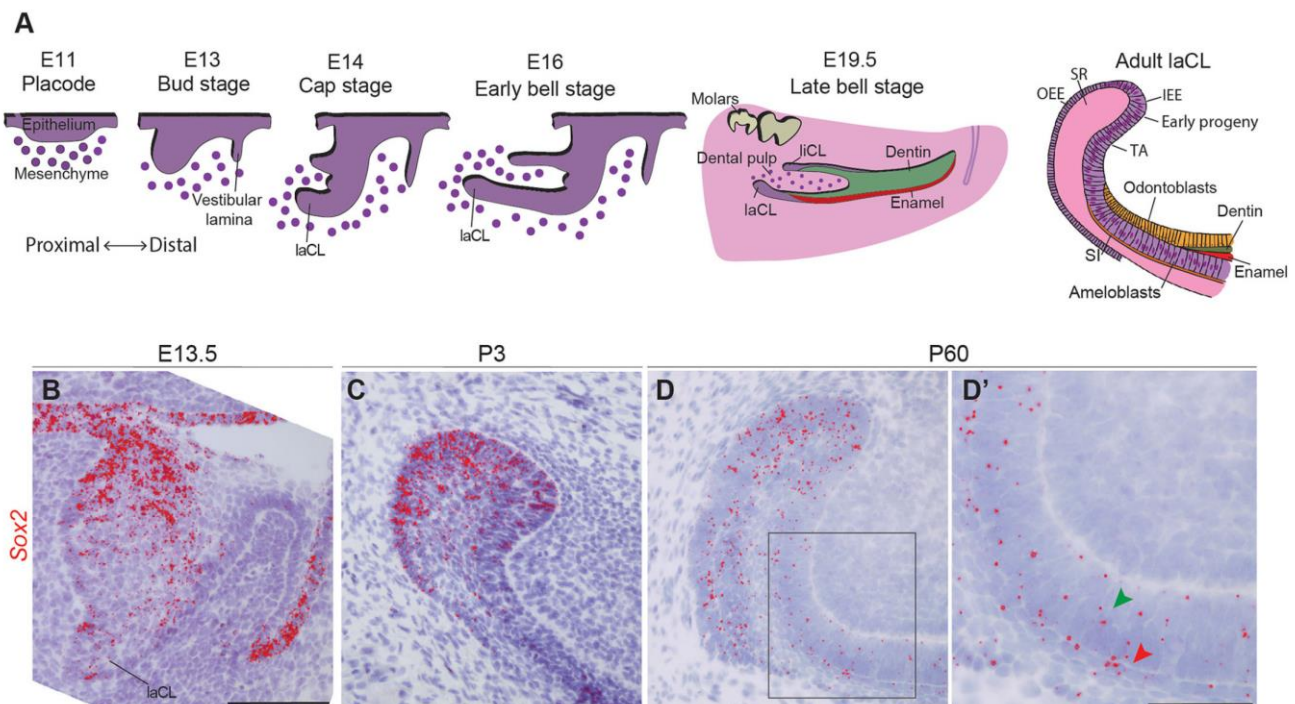 A
E11
Placode
E13
Bud stage
E14
Cap stage
E16
Early bell stage
E19.5
Late bell stage
Adult laCL
Epithelium
Mesenchyme
Vestibular
lamina
laCL
laCL
Proximal ⟷ Distal
Molars
Dental pulp
liCL
laCL
Dentin
Enamel
SR
OEE
IEE
Early progeny
TA
Odontoblasts
Dentin
SI
Enamel
Ameloblasts
E13.5
P3
P60
B
C
D
D’
Sox2
laCL